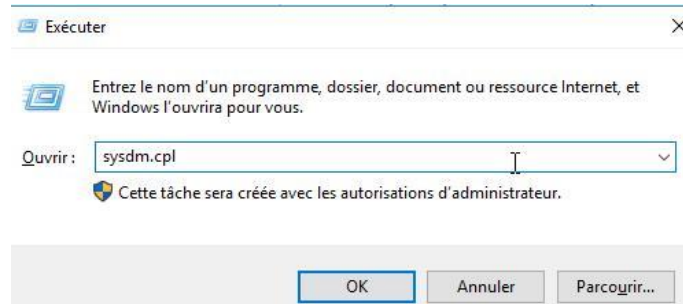 Exécuter
Entrez le nom d'un programme, dossier, document ou ressource Internet, et
Windows l'ouvrira pour vous.
Ouvrir : sysdm.cpl
Cette tâche sera créée avec les autorisations d'administrateur.
OK Annuler Parcourir...